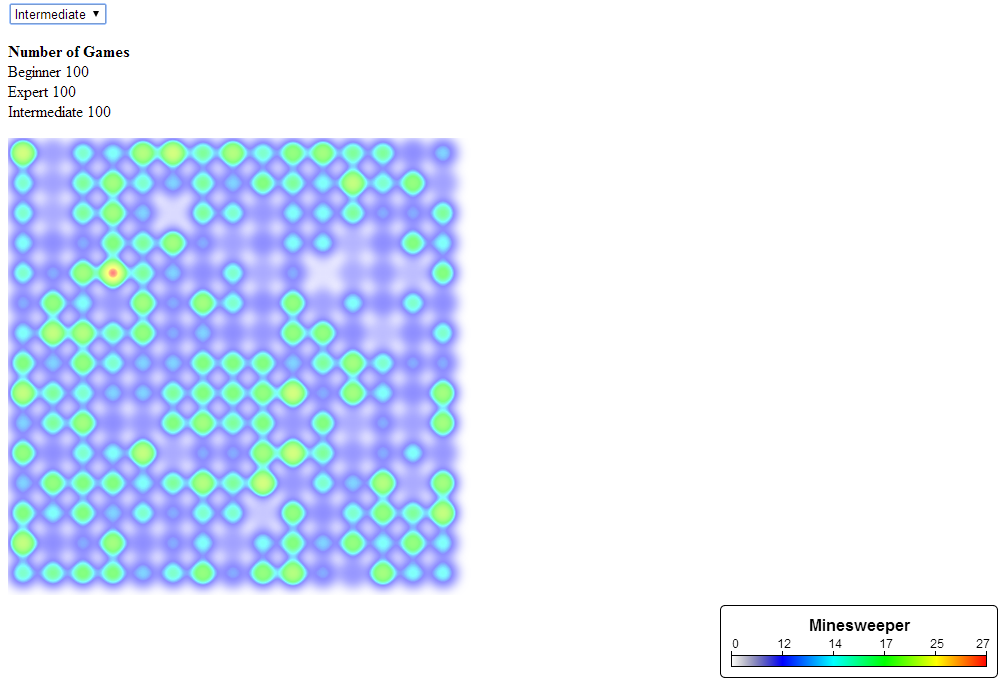 Intermediate
Number of Games
Beginner 100
Expert 100
Intermediate 100
Minesweeper
0 12 14 17 25 27